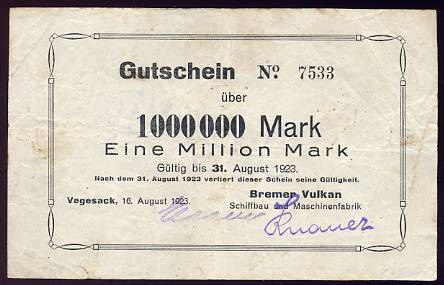 Gutschein No. 7533
über
1000000 Mark
Eine Million Mark
Gültig bis 31. August 1923.
Nach dem 31. August 1923 verliert dieser Schein seine Gültigkeit.
Bremer Vulkan
Vegesack, 16. August 1923. Schiffbau und Maschinenfabrik
Knauer